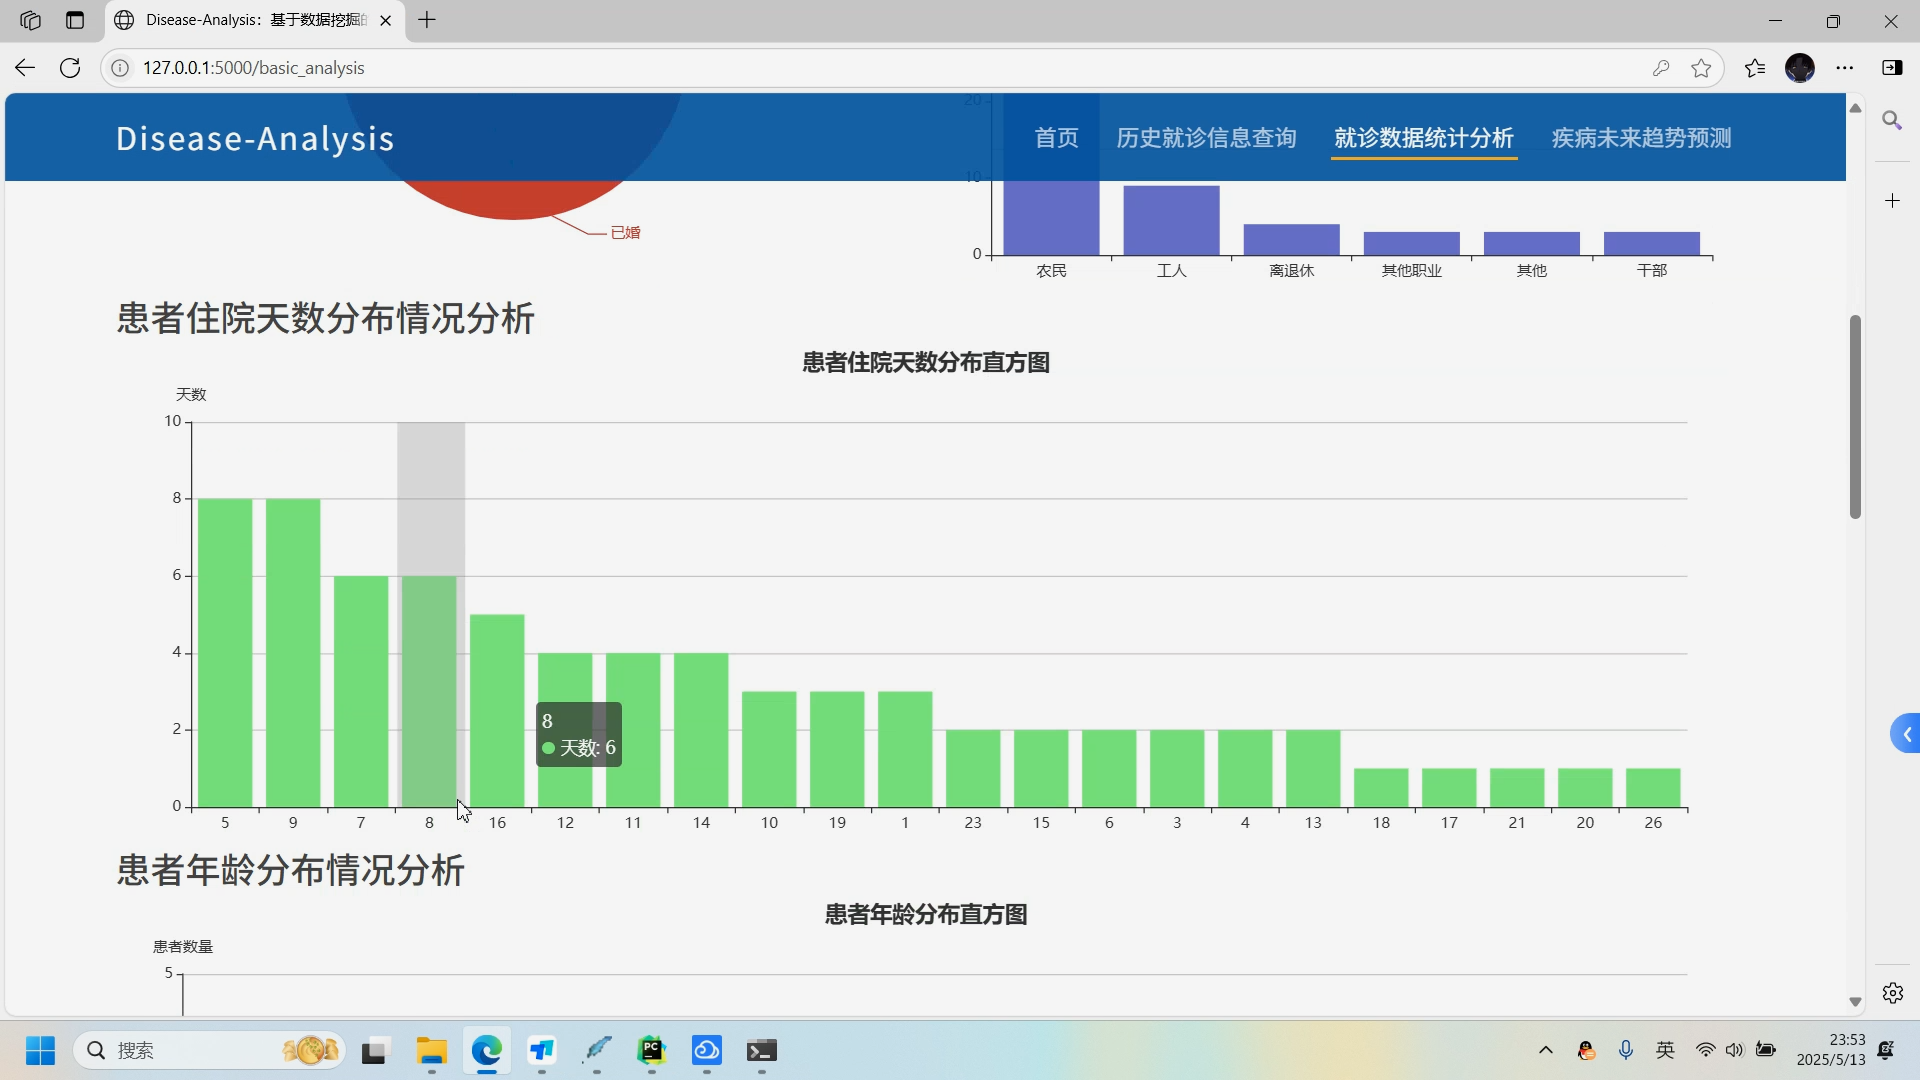 Disease-Analysis：基于数据挖掘的
127.0.0.1:5000/basic_analysis
Disease-Analysis
首页
历史就诊信息查询
就诊数据统计分析
疾病未来趋势预测
已婚
20
10
0
农民
工人
离退休
其他职业
其他
干部
患者住院天数分布情况分析
患者住院天数分布直方图
天数
10
8
6
4
2
0
8
天数: 6
5 9 7 8 16 12 11 14 10 19 1 23 15 6 3 4 13 18 17 21 20 26
患者年龄分布情况分析
患者年龄分布直方图
患者数量
5
搜索
PC
英
23:53
2025/5/13